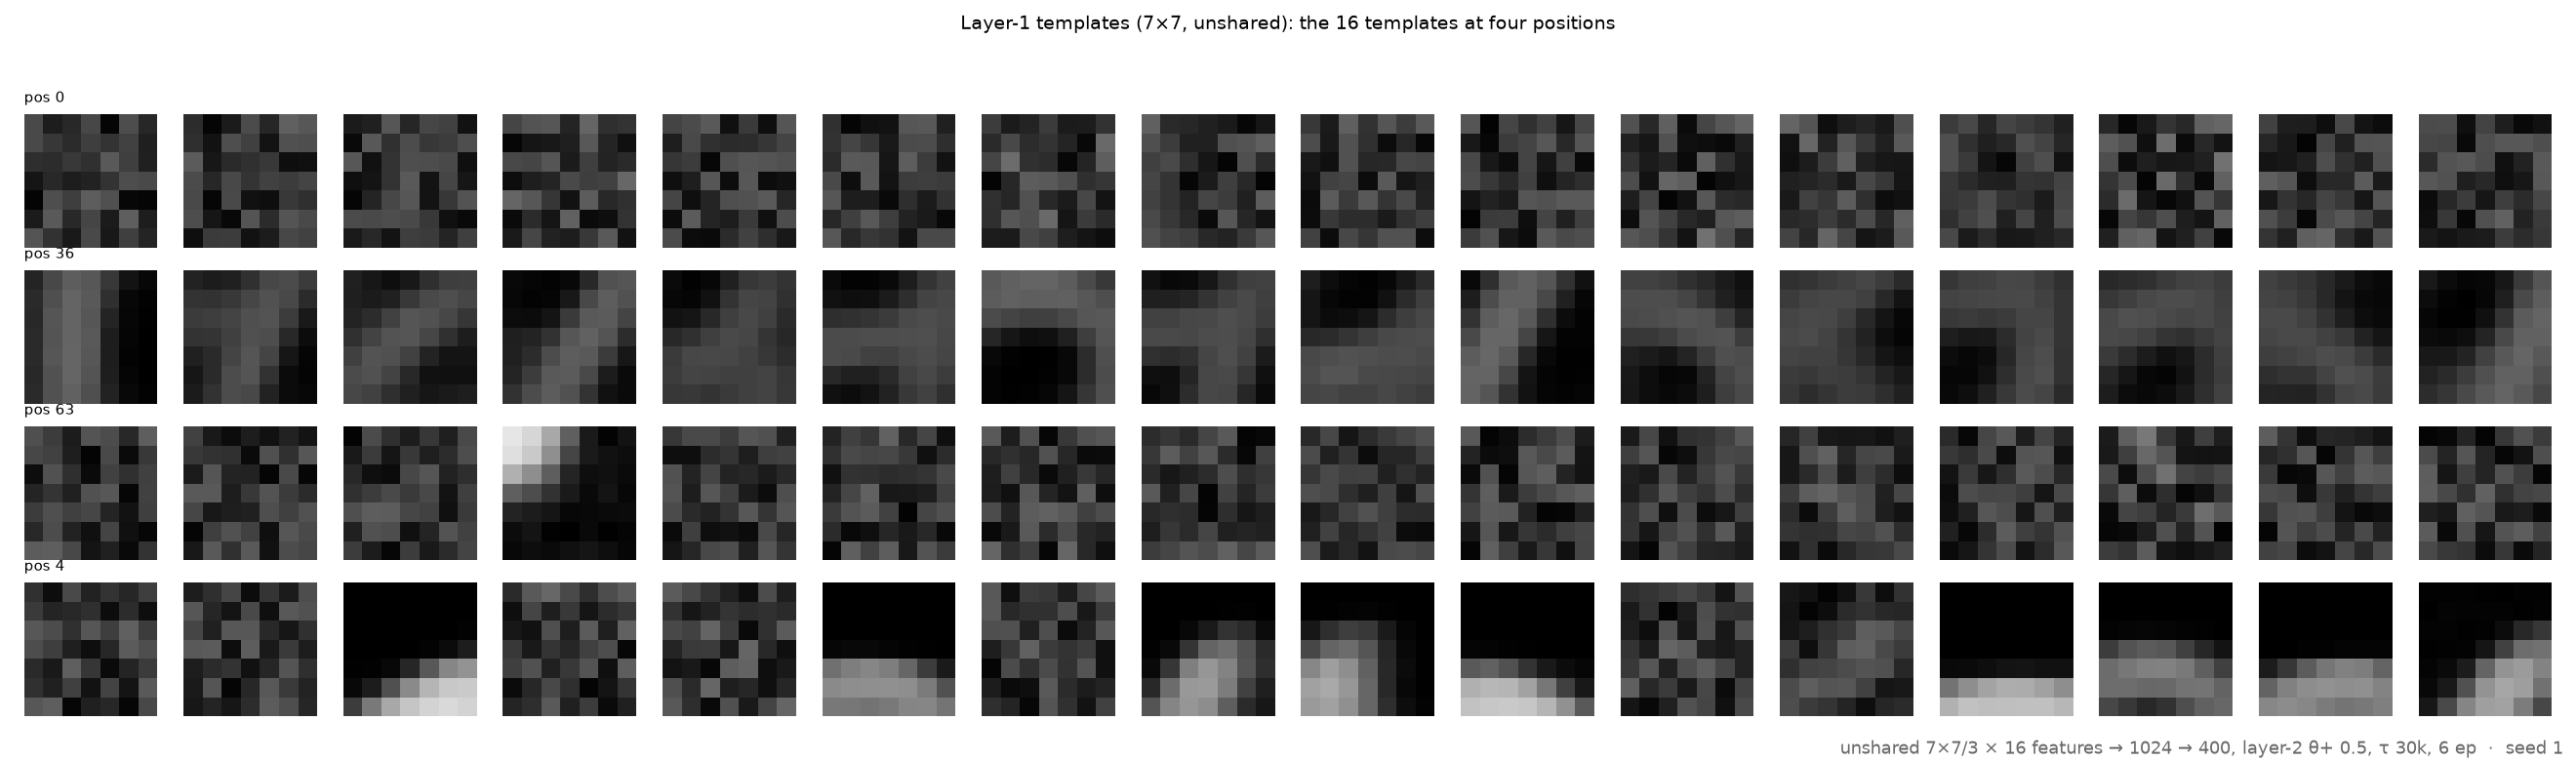 Layer-1 templates (7×7, unshared): the 16 templates at four positions
pos 0
pos 36
pos 63
pos 4
unshared 7×7/3 × 16 features → 1024 → 400, layer-2 θ+ 0.5, τ 30k, 6 ep · seed 1